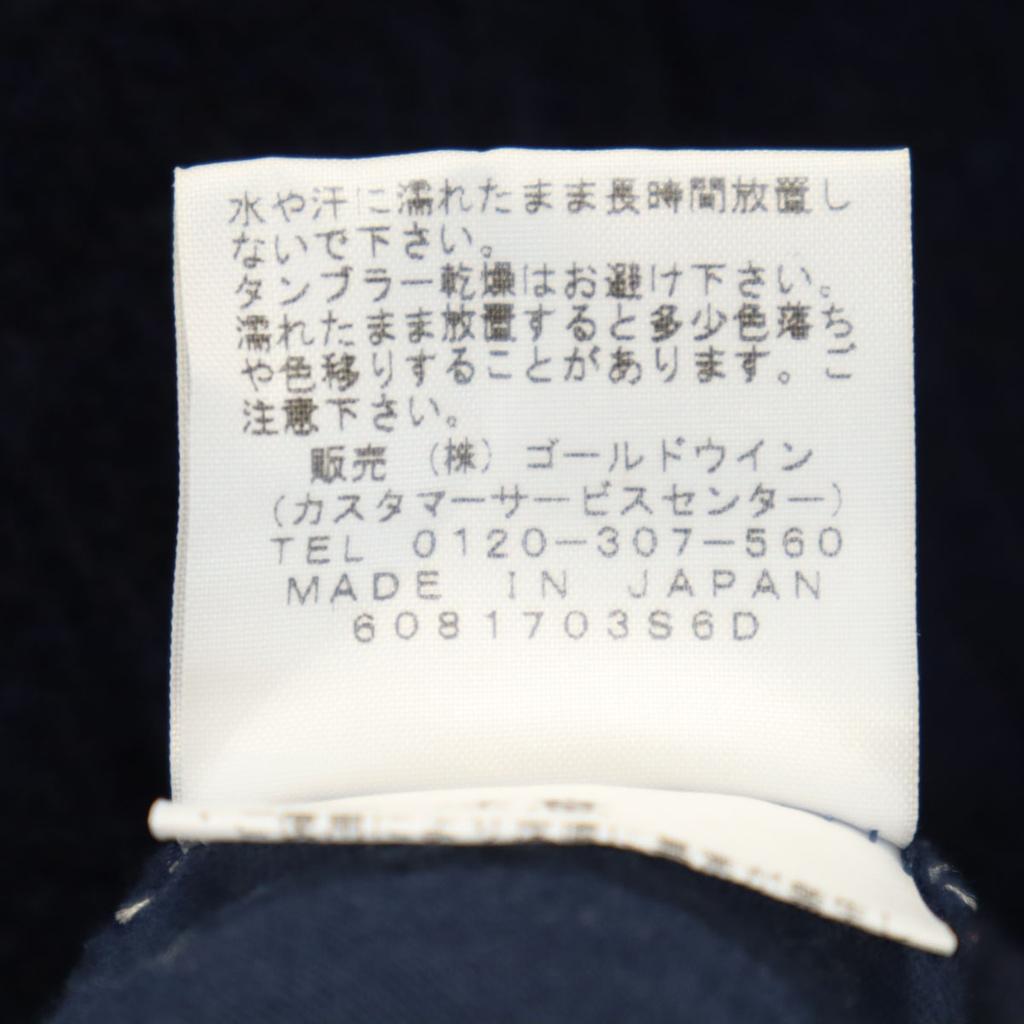 水や汗に濡れたまま長時間放置し
ないで下さい。
タンブラー乾燥はお避け下さい。
濡れたまま放置すると多少色落ち
や色移りすることがあります。ご
注意下さい。
販売 (株) ゴールドウイン
(カスタマーサービスセンター)
TEL 0120-307-560
MADE IN JAPAN
6081703S6D